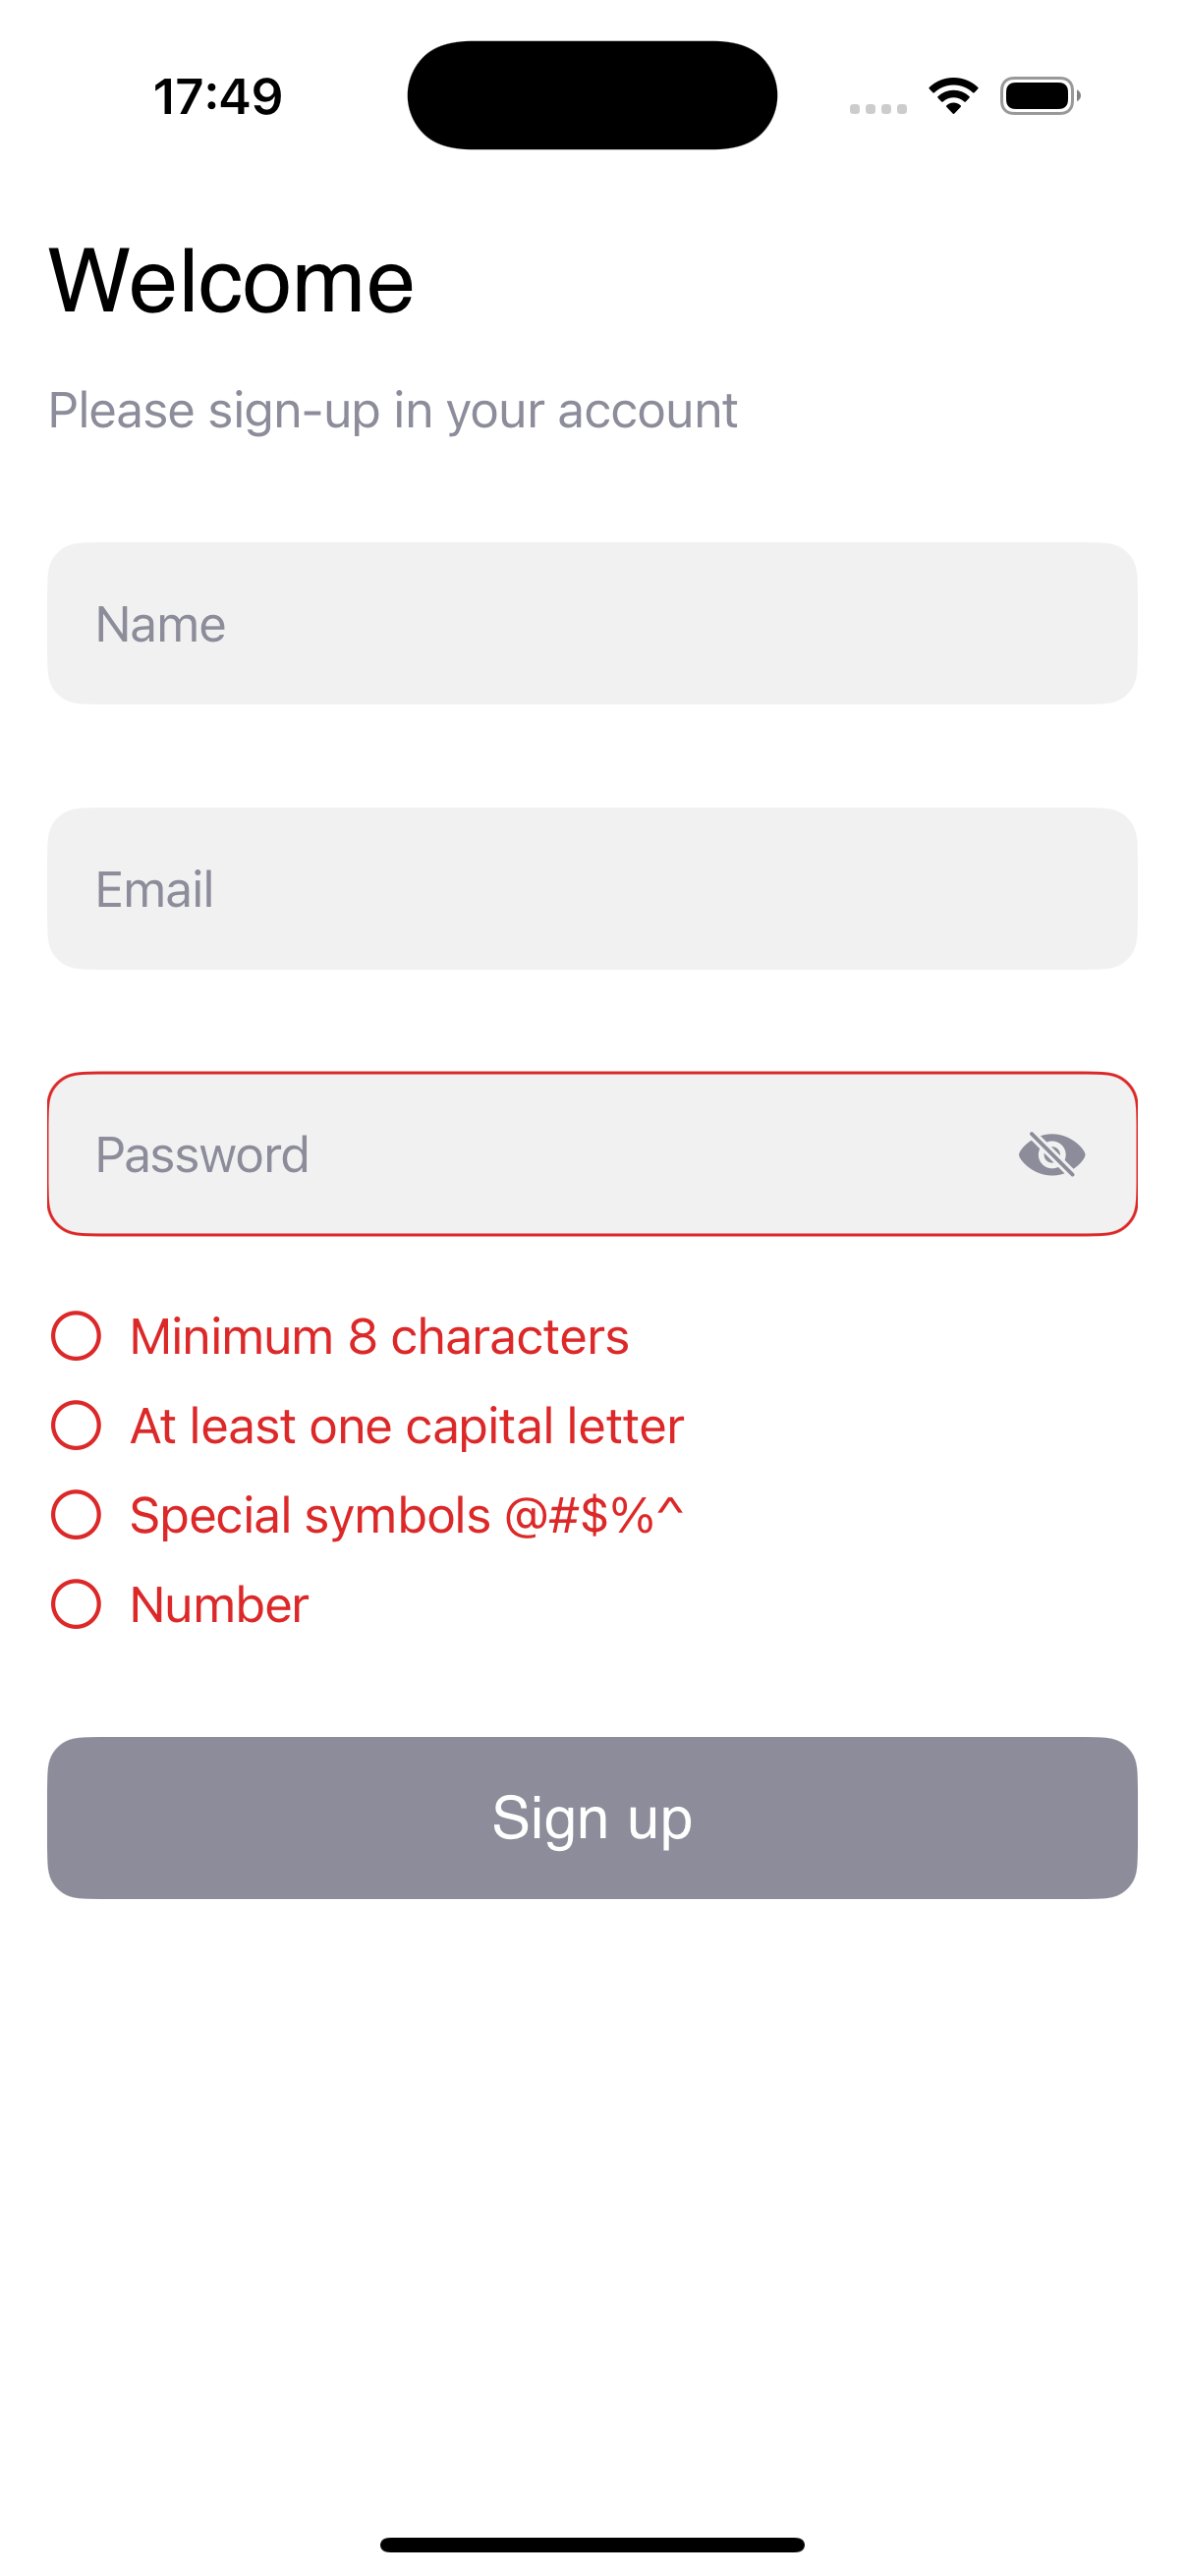 17:49
Welcome
Please sign-up in your account
Name
Email
Password
Minimum 8 characters
At least one capital letter
Special symbols @#$%^
Number
Sign up